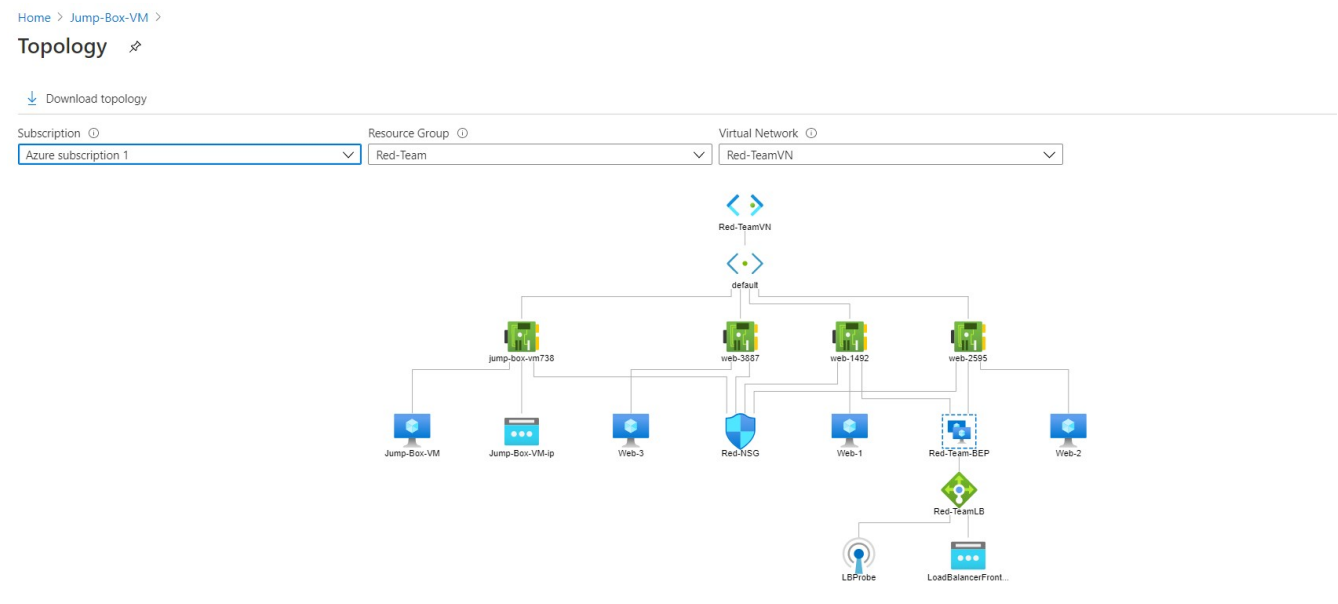 Home > Jump-Box-VM >
Topology
Download topology
Subscription
Resource Group
Virtual Network
Azure subscription 1
Red-Team
Red-TeamVN
Red-TeamVN
default
jump-box-vm738
web-3887
web-1492
web-2595
Jump-Box-VM
Jump-Box-VM-ip
Web-3
Red-NSG
Web-1
Red-Team-BEP
Web-2
Red-TeamLB
LBProbe
LoadBalancerFront...